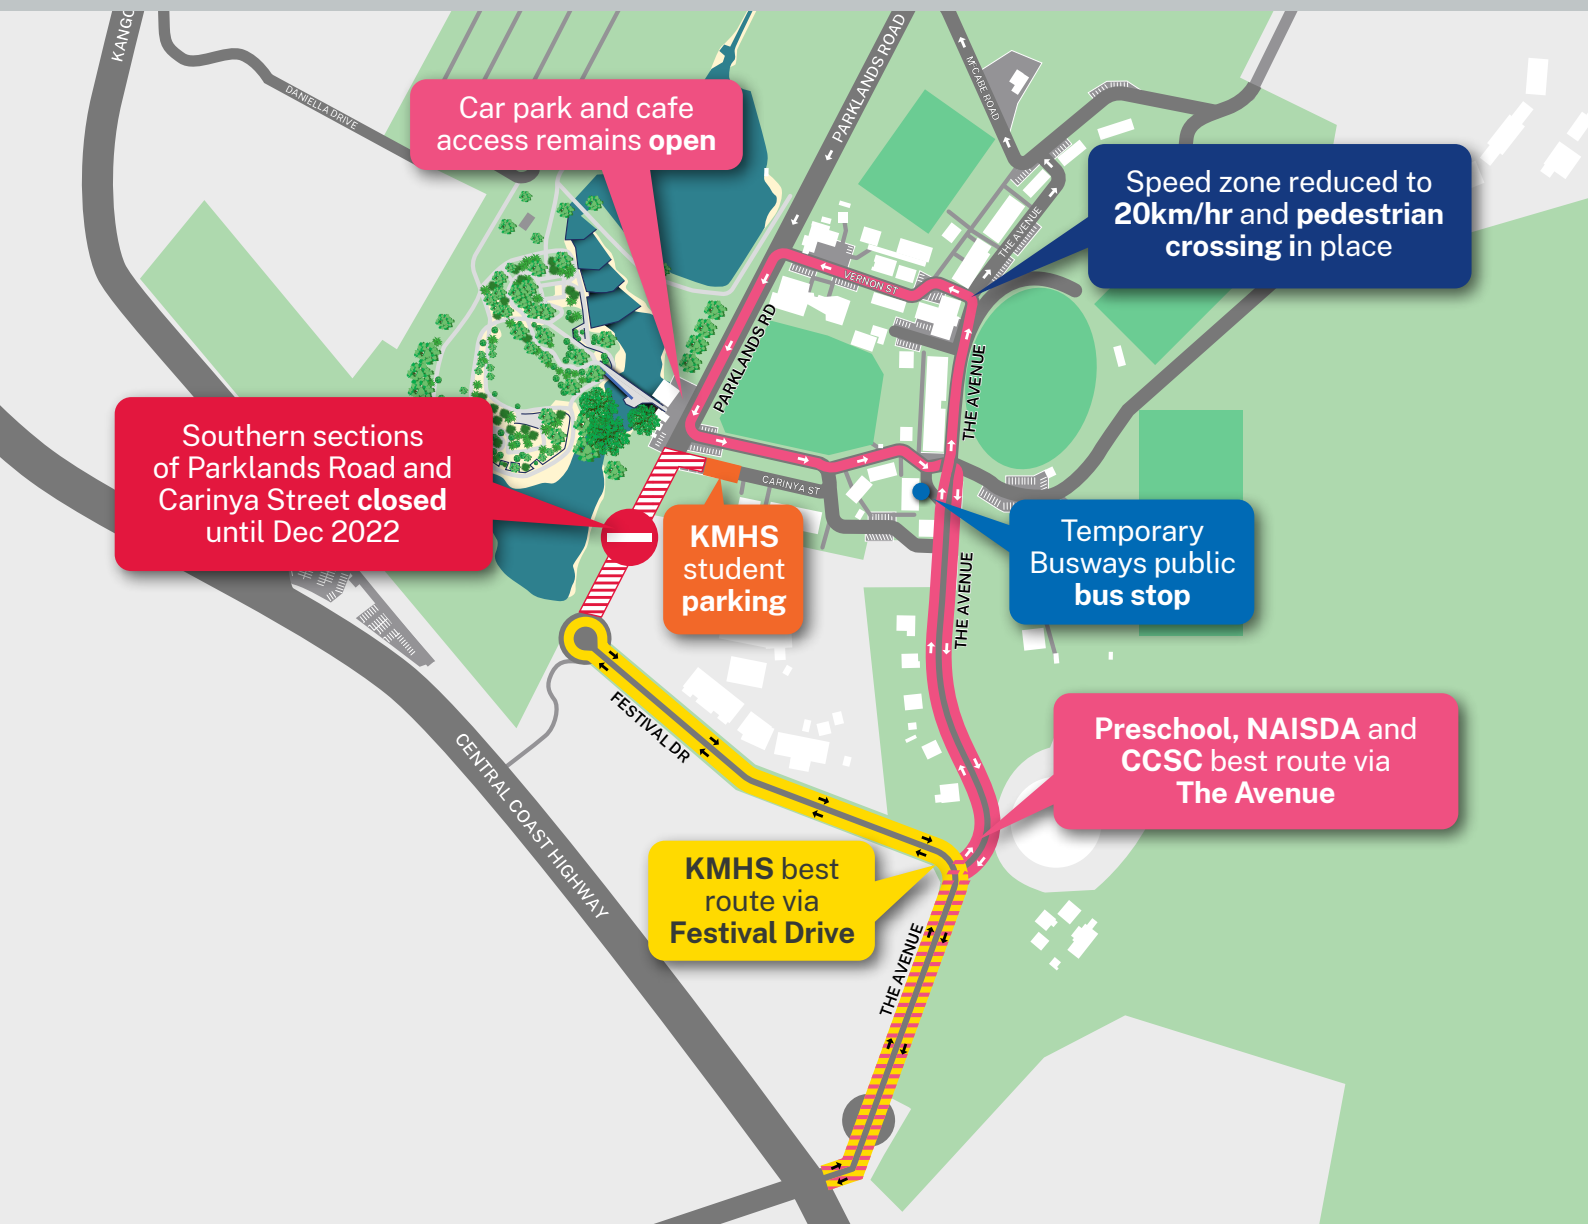 KANGO
DANIELLA DRIVE
PARKLANDS ROAD
McCABE ROAD
Car park and cafe
access remains open
Speed zone reduced to
20km/hr and pedestrian
crossing in place
THE AVENUE
VERNON ST
PARKLANDS RD
THE AVENUE
Southern sections
of Parklands Road and
Carinya Street closed
until Dec 2022
CARINYA ST
KMHS
student
parking
Temporary
Busways public
bus stop
THE AVENUE
FESTIVAL DR
CENTRAL COAST HIGHWAY
Preschool, NAISDA and
CCSC best route via
The Avenue
KMHS best
route via
Festival Drive
THE AVENUE